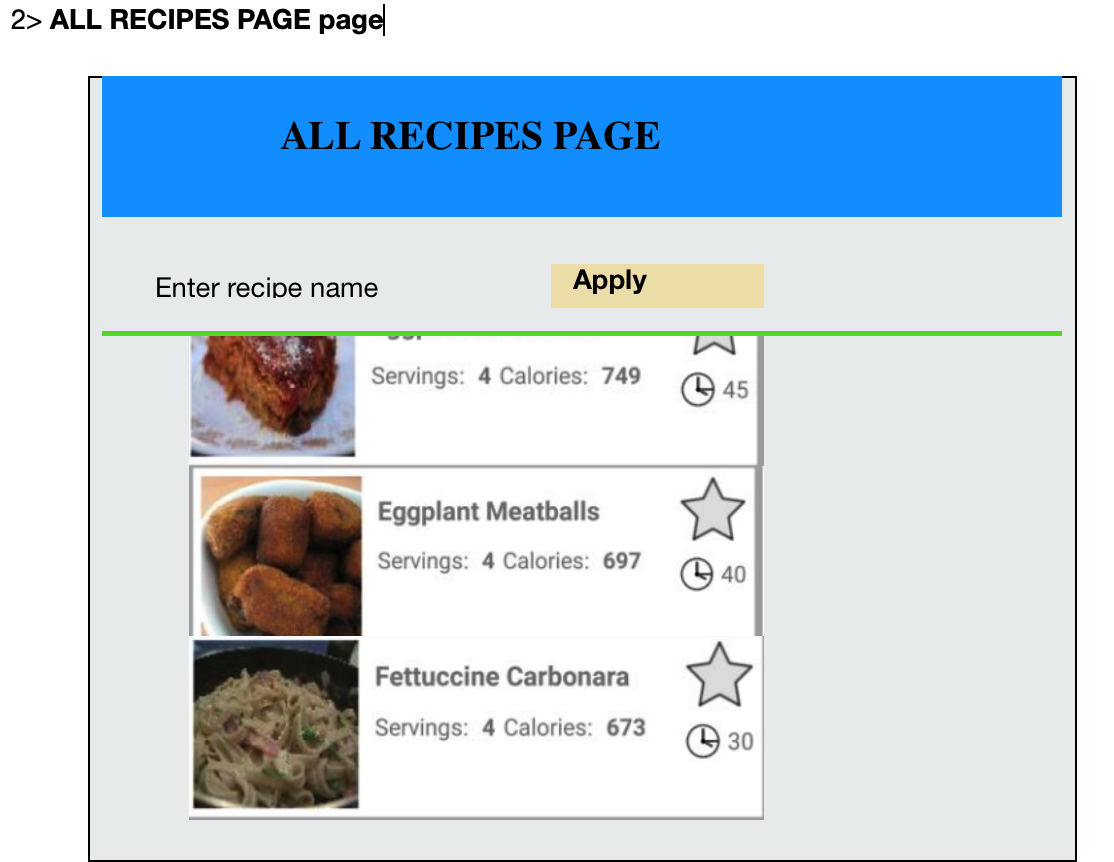 2> ALL RECIPES PAGE page
ALL RECIPES PAGE
Enter recipe name
Apply
Servings: 4 Calories: 749
45
Eggplant Meatballs
Servings: 4 Calories: 697
40
Fettuccine Carbonara
Servings: 4 Calories: 673
30